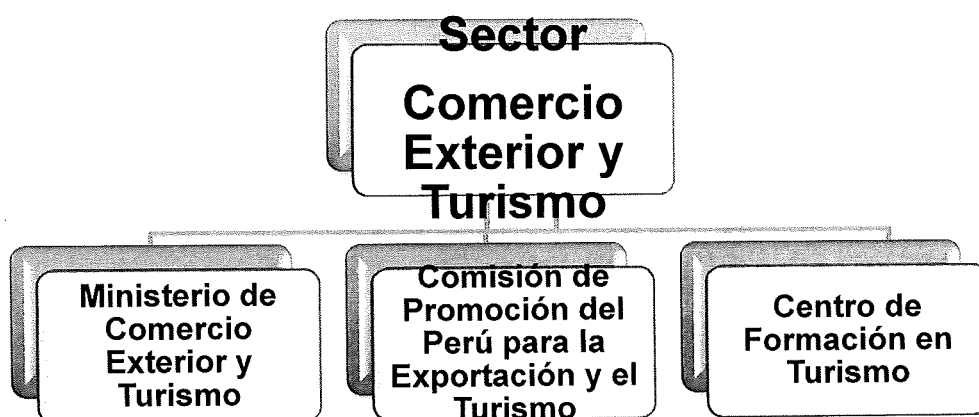 Sector
Comercio
Exterior y
Turismo
Ministerio de
Comercio
Exterior y
Turismo
Comisión de
Promoción del
Perú para la
Exportación y el
Turismo
Centro de
Formación en
Turismo